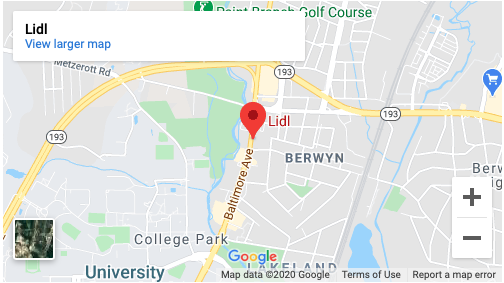 Paint Branch Golf Course
Lidl
View larger map
Metzerott Rd
193
193
Lidl
193
BERWYN
Berw
Baltimore Ave
College Park
Google
LAKELAND
University
Map data ©2020 Google
Terms of Use
Report a map error